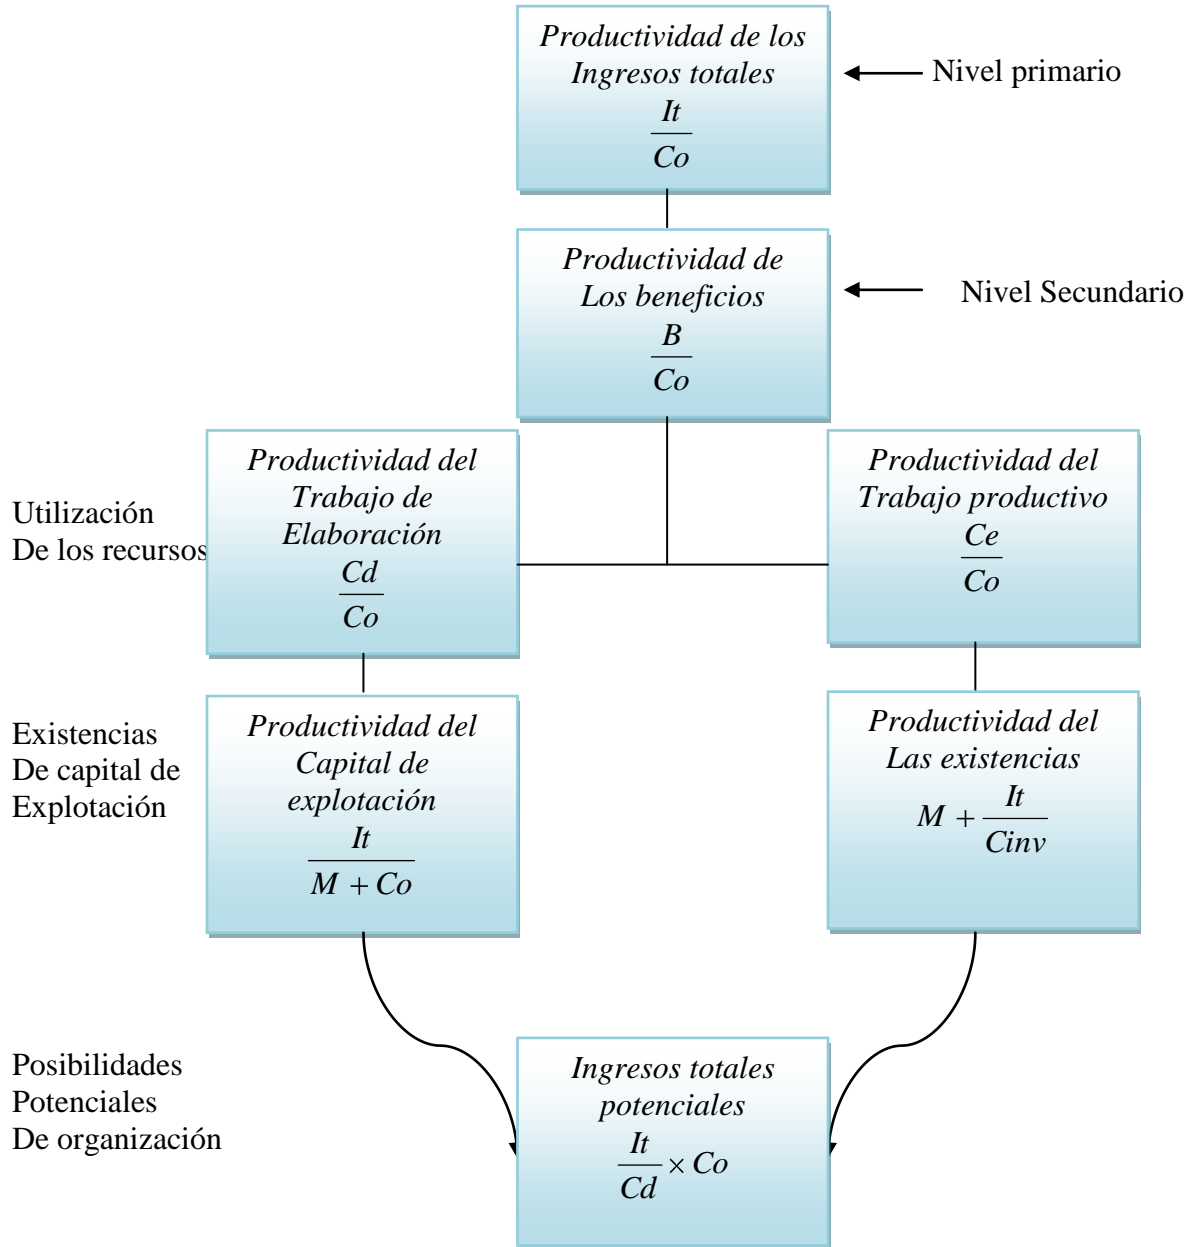 Productividad de los
Ingresos totales
It
Co
Nivel primario
Productividad de
Los beneficios
B
Co
Nivel Secundario
Utilización
De los recursos
Productividad del
Trabajo de
Elaboración
Cd
Co
Productividad del
Trabajo productivo
Ce
Co
Existencias
De capital de
Explotación
Productividad del
Capital de
explotación
It
M + Co
Productividad del
Las existencias
M + It
Cinv
Posibilidades
Potenciales
De organización
Ingresos totales
potenciales
It
Cd
× Co